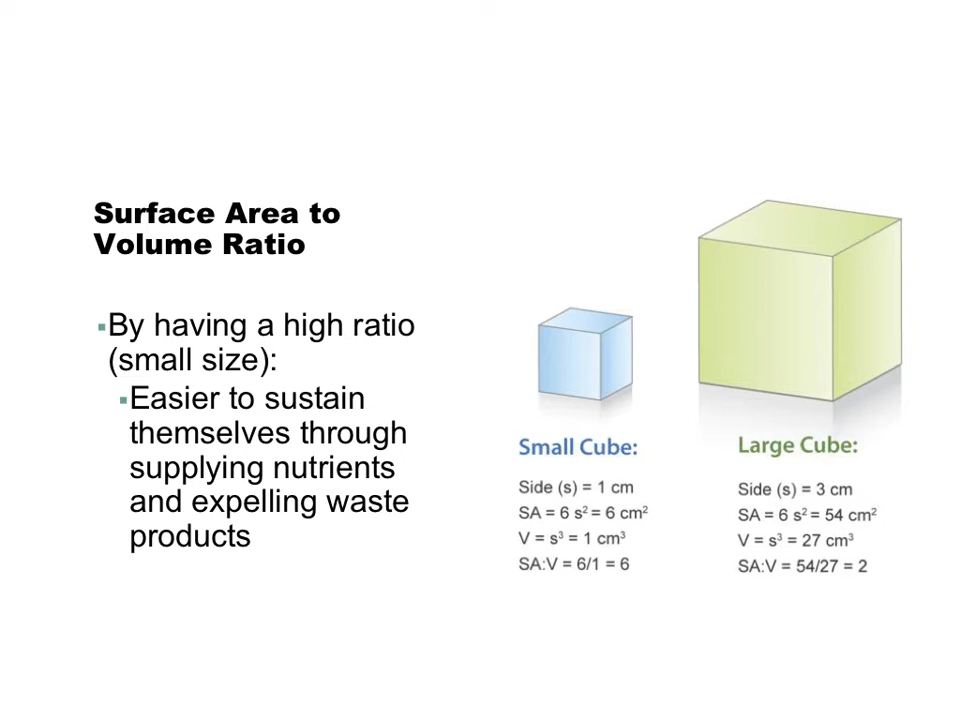 Surface Area to
Volume Ratio
▪By having a high ratio
(small size):
▪Easier to sustain
themselves through
supplying nutrients
and expelling waste
products
Small Cube:
Side (s) = 1 cm
SA = 6 s² = 6 cm²
V = s³ = 1 cm³
SA:V = 6/1 = 6
Large Cube:
Side (s) = 3 cm
SA = 6 s² = 54 cm²
V = s³ = 27 cm³
SA:V = 54/27 = 2